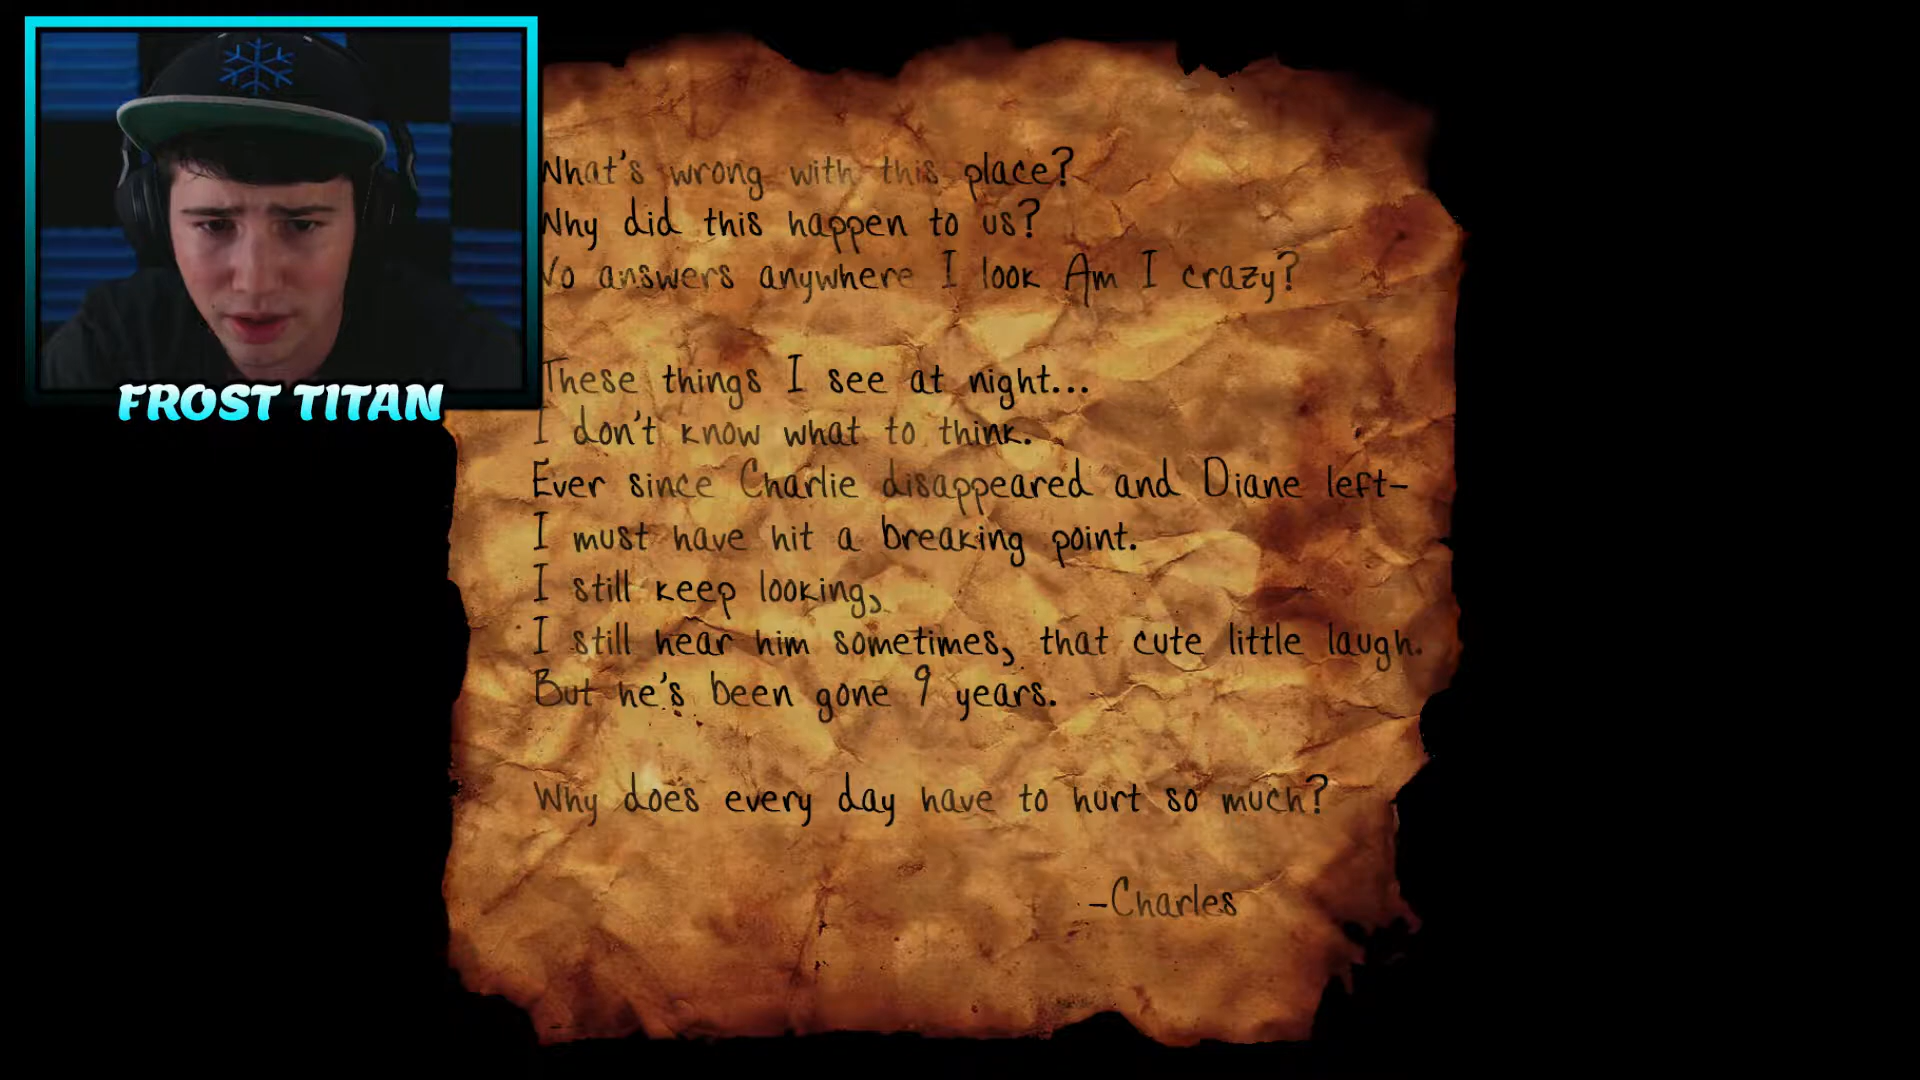 FROST TITAN
What's wrong with this place?
Why did this happen to us?
No answers anywhere I look Am I crazy?
These things I see at night...
I don't know what to think.
Ever since Charlie disappeared and Diane left-
I must have hit a breaking point.
I still keep looking,
I still hear him sometimes, that cute little laugh.
But he's been gone 9 years.
Why does every day have to hurt so much?
-Charles